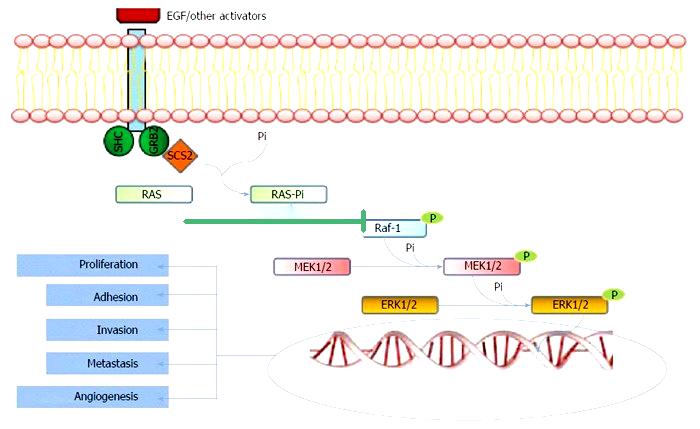 EGF/other activators
SHC
GRB2
SCS2
Pi
RAS
RAS-Pi
P
Raf-1
Pi
MEK1/2
MEK1/2
P
Pi
ERK1/2
ERK1/2
P
Proliferation
Adhesion
Invasion
Metastasis
Angiogenesis